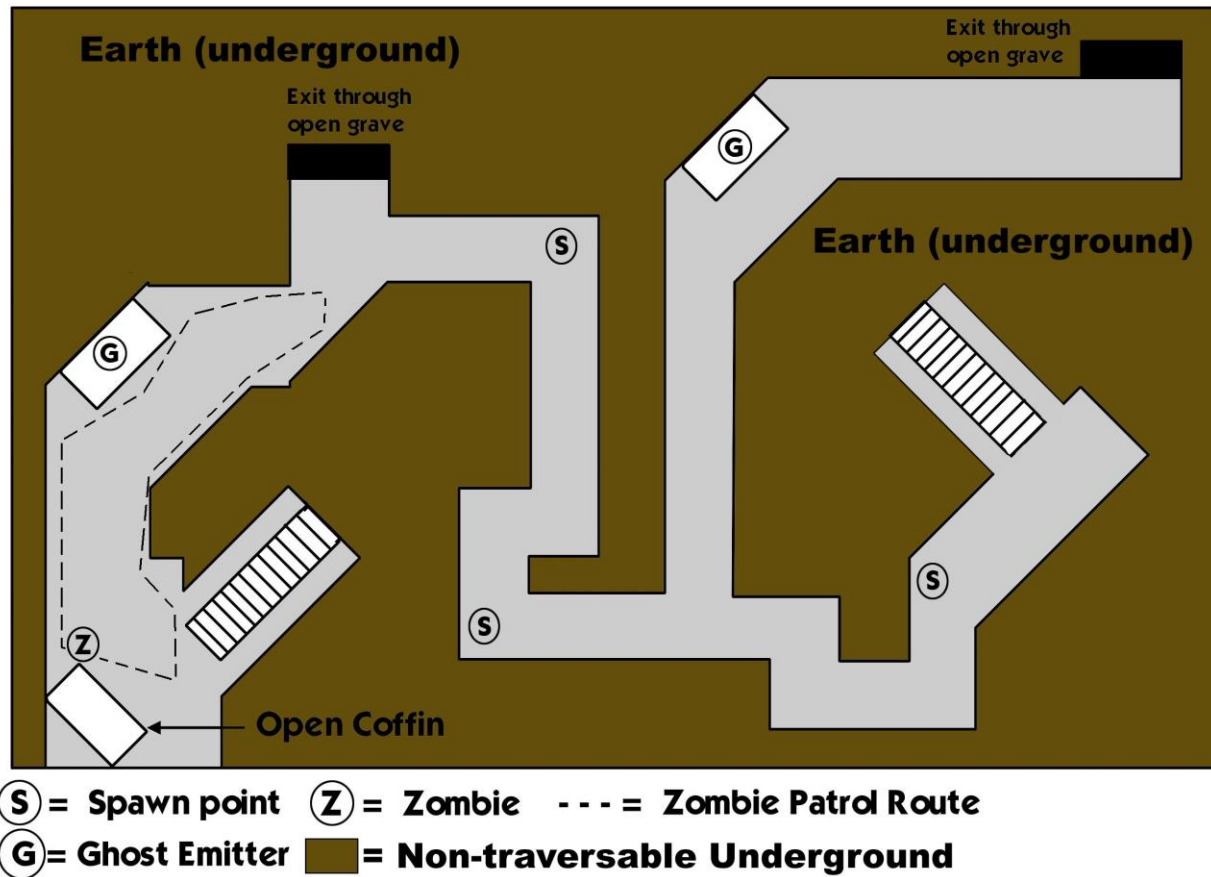 Earth (underground)
Exit through
open grave
Exit through
open grave
G
S
Earth (underground)
G
S
S
Z
Open Coffin
S = Spawn point Z = Zombie - - - = Zombie Patrol Route
G = Ghost Emitter = Non-traversable Underground